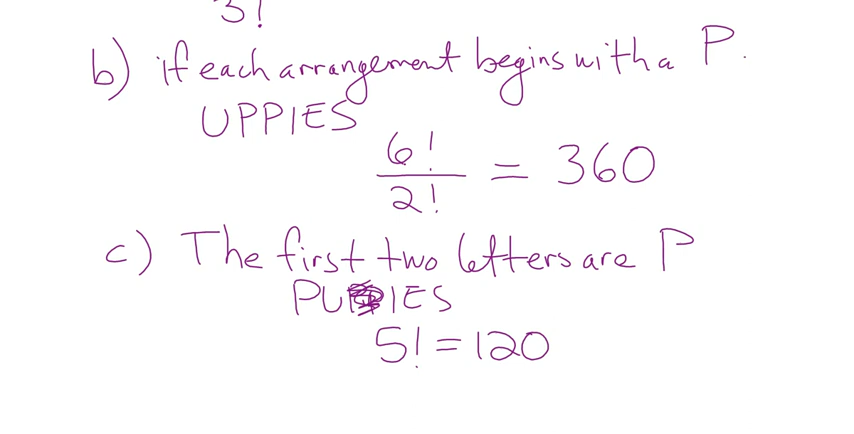 3!
b) if each arrangement begins with a P.
UPPIES
6!
2!
= 360
c) The first two letters are P
PUIES
5! = 120